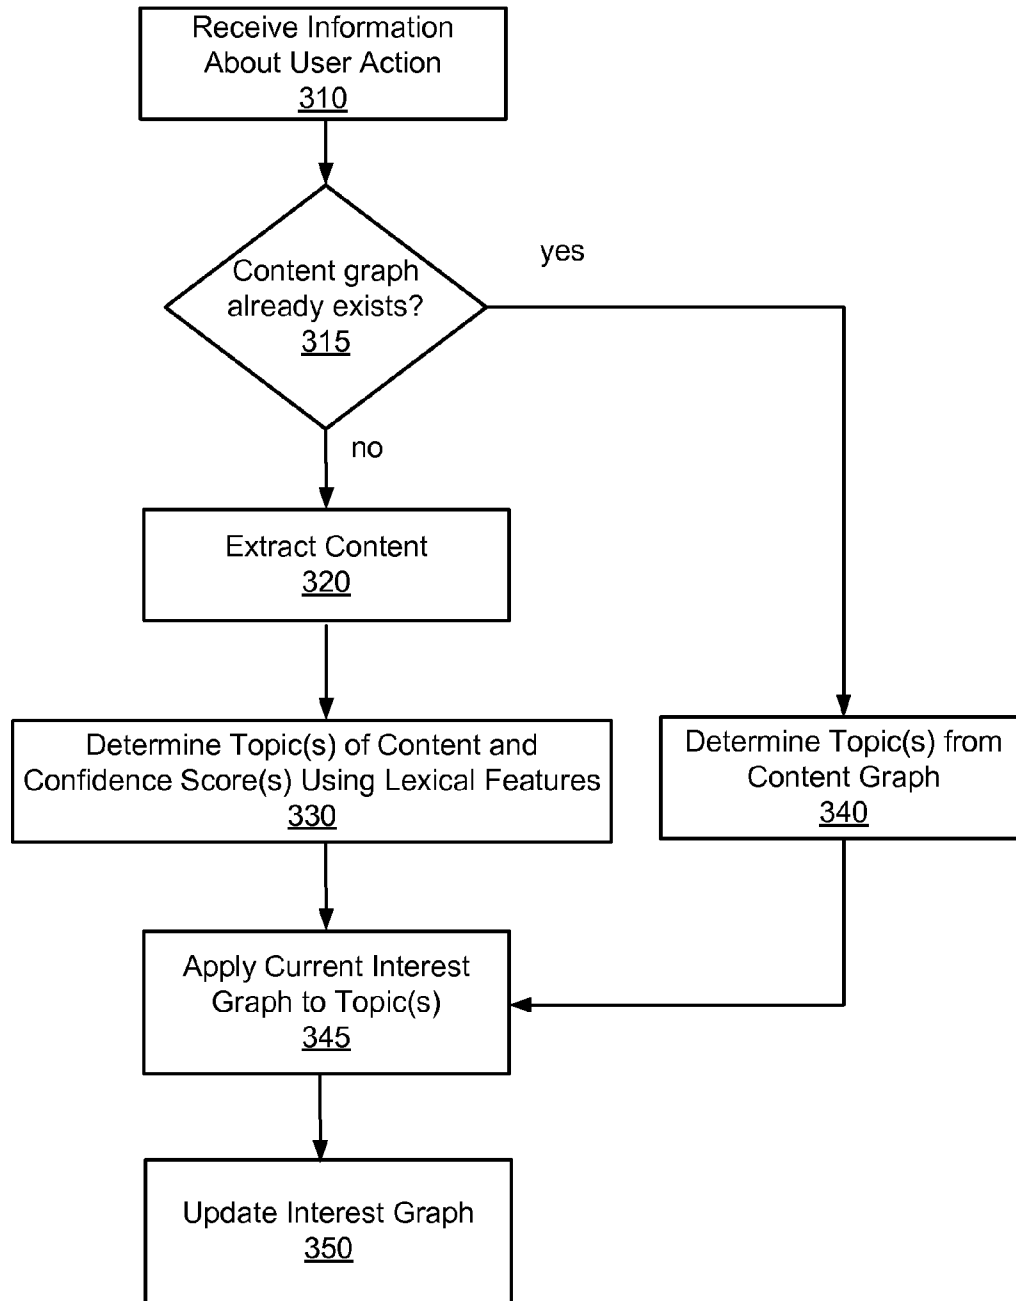 Receive Information
About User Action
310
Content graph
already exists?
315
yes
no
Extract Content
320
Determine Topic(s) of Content and
Confidence Score(s) Using Lexical Features
330
Determine Topic(s) from
Content Graph
340
Apply Current Interest
Graph to Topic(s)
345
Update Interest Graph
350